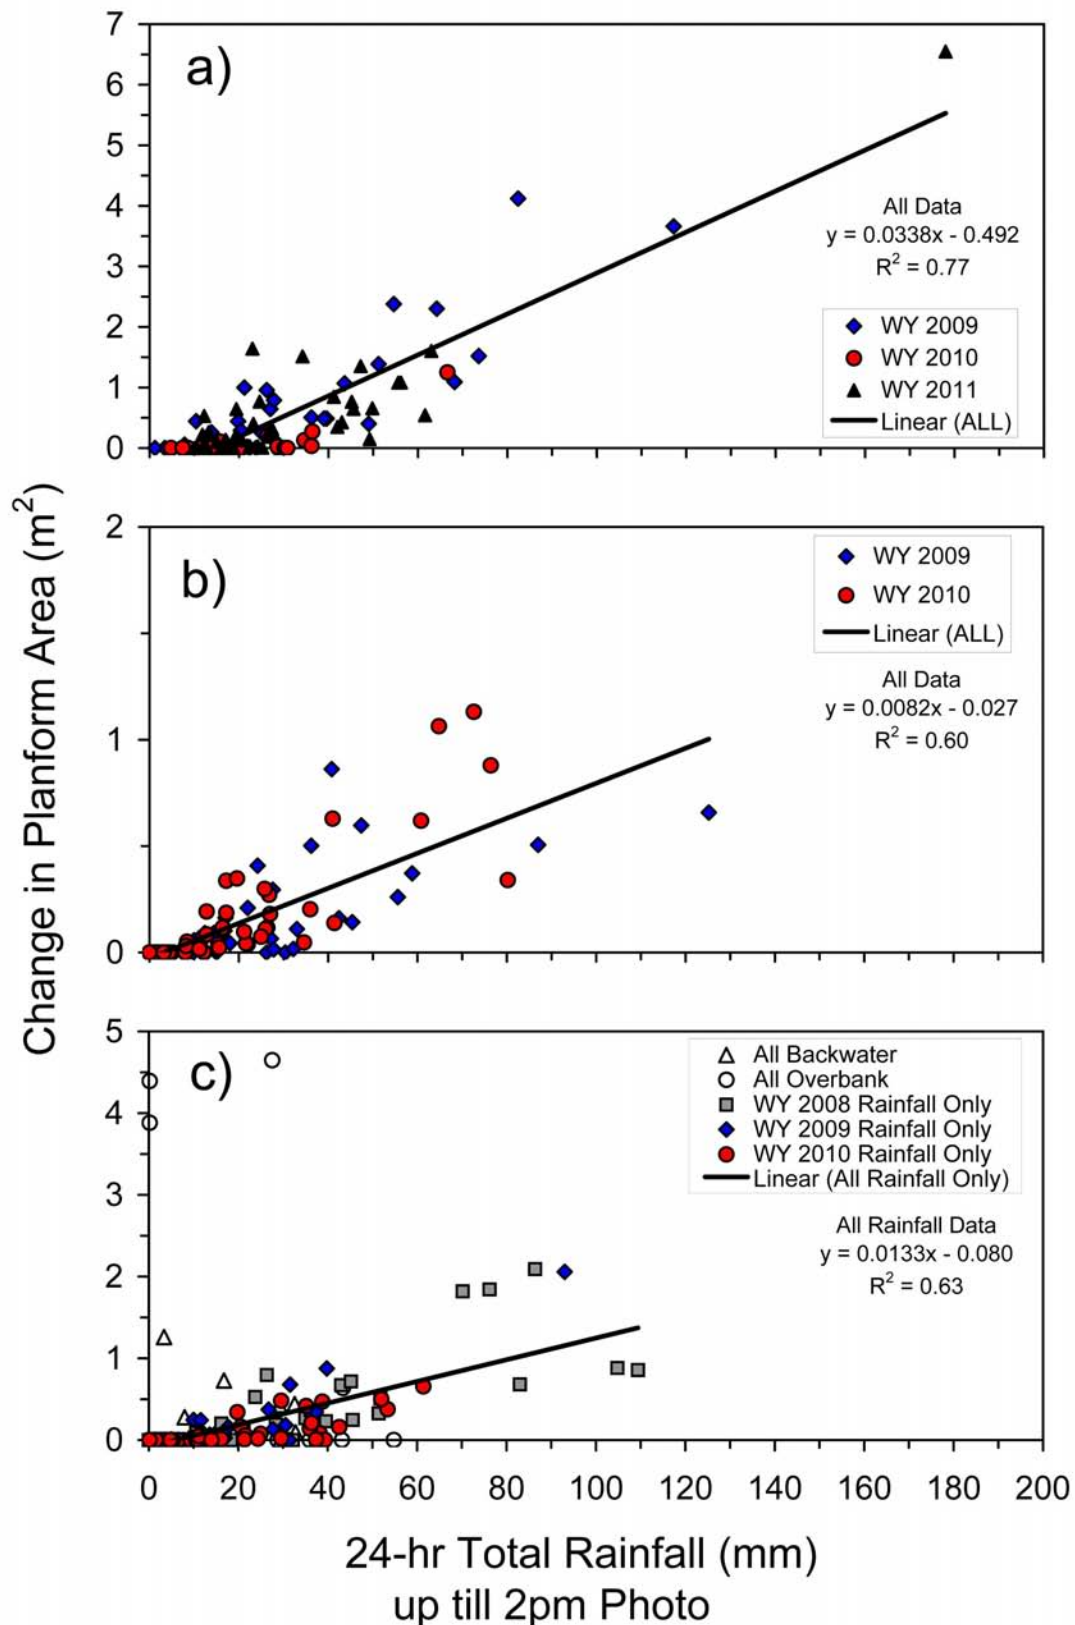 a)
7
6
5
4
3
2
1
0
All Data
y = 0.0338x - 0.492
R² = 0.77
WY 2009
WY 2010
WY 2011
Linear (ALL)
Change in Planform Area (m²)
b)
2
1
0
WY 2009
WY 2010
Linear (ALL)
All Data
y = 0.0082x - 0.027
R² = 0.60
c)
5
4
3
2
1
0
All Backwater
All Overbank
WY 2008 Rainfall Only
WY 2009 Rainfall Only
WY 2010 Rainfall Only
Linear (All Rainfall Only)
All Rainfall Data
y = 0.0133x - 0.080
R² = 0.63
0 20 40 60 80 100 120 140 160 180 200
24-hr Total Rainfall (mm)
up till 2pm Photo